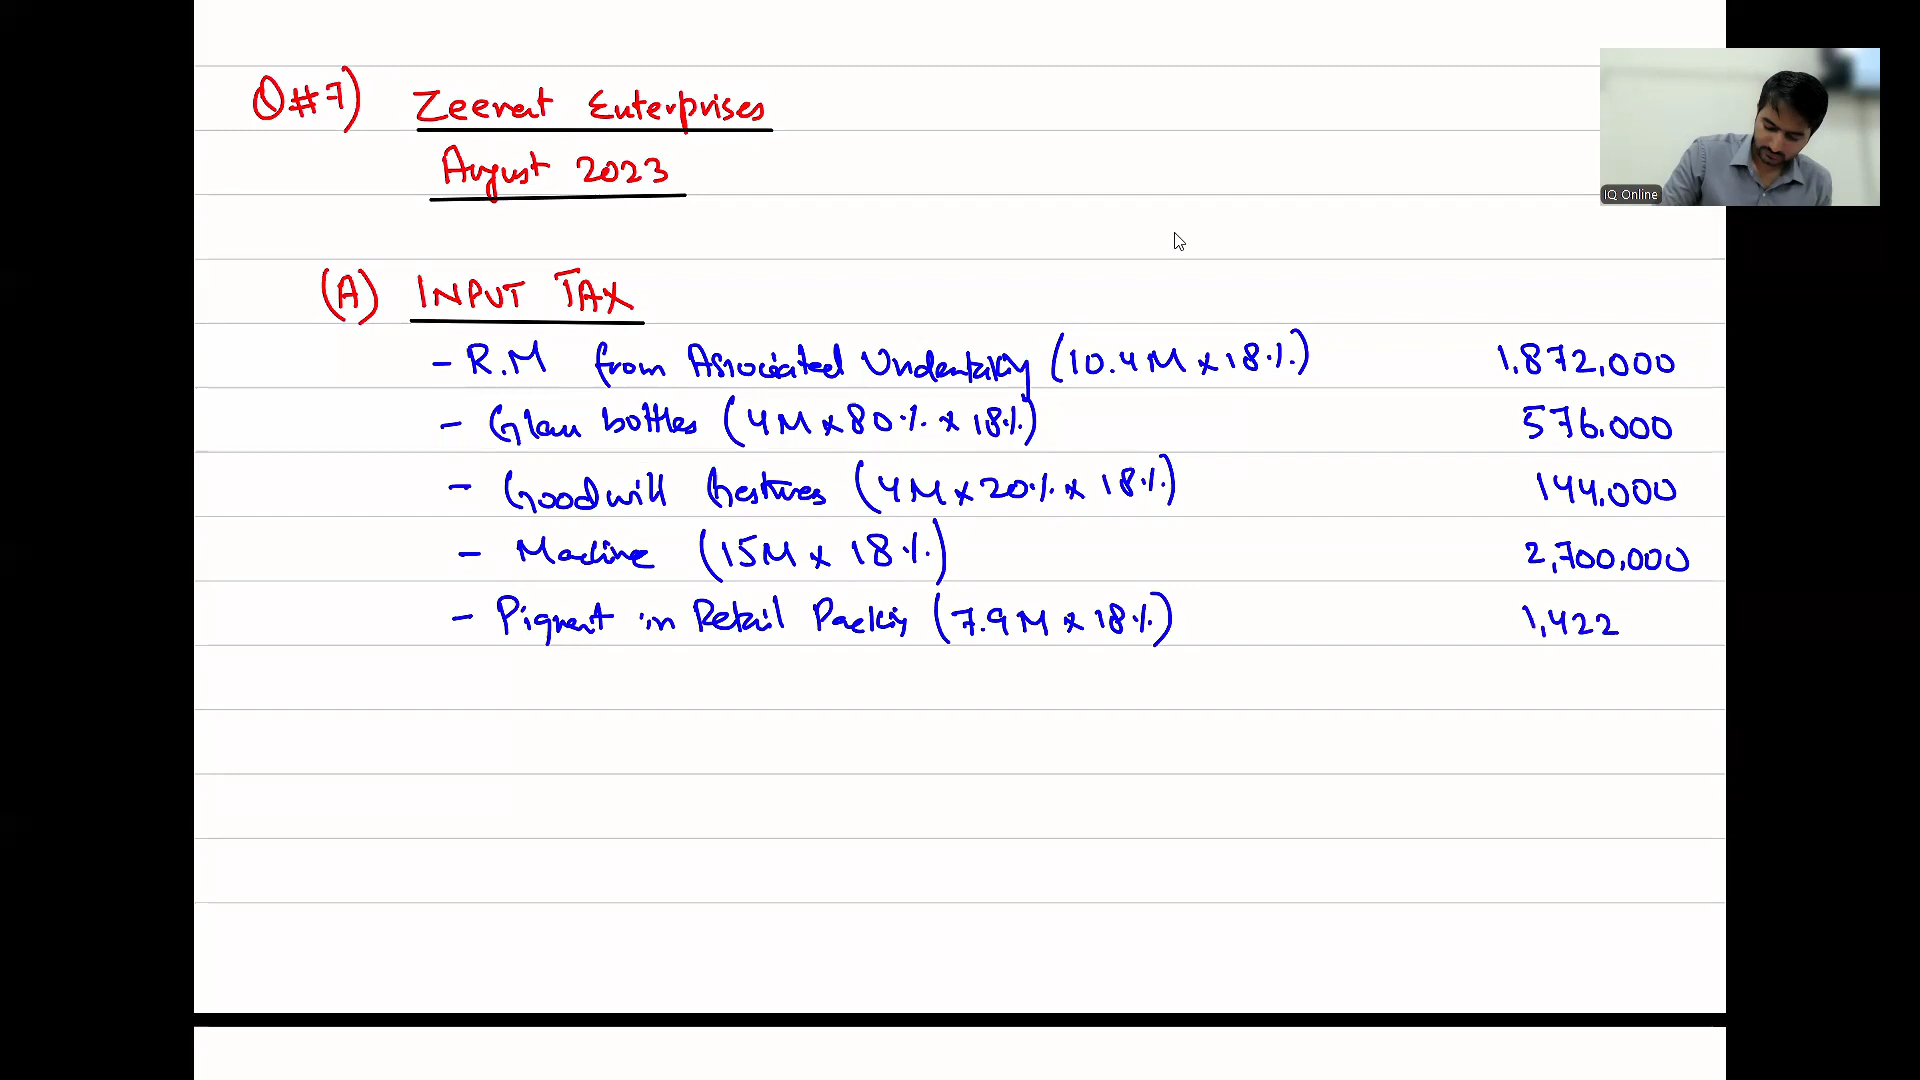 Q#7) Zeenat Enterprises
August 2023
IQ Online
(A) INPUT TAX
- R.M from Associated Undertaking (10.4M x 18%) 1,872,000
- Glass bottles (4M x 80% x 18%) 576,000
- Goodwill Gestures (4M x 20% x 18%) 144,000
- Machine (15M x 18%) 2,700,000
- Pigment in Retail Packing (7.9M x 18%) 1,422